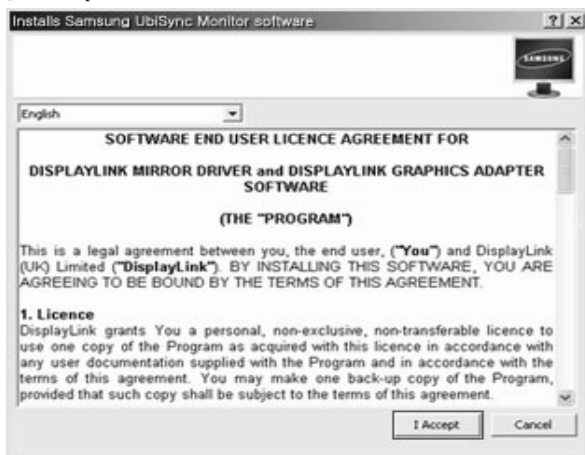 Installs Samsung UbiSync Monitor software
SAMSUNG
English
SOFTWARE END USER LICENCE AGREEMENT FOR
DISPLAYLINK MIRROR DRIVER and DISPLAYLINK GRAPHICS ADAPTER
SOFTWARE
(THE "PROGRAM")
This is a legal agreement between you, the end user, ("You") and DisplayLink
(UK) Limited ("DisplayLink"). BY INSTALLING THIS SOFTWARE, YOU ARE
AGREEING TO BE BOUND BY THE TERMS OF THIS AGREEMENT.
1. Licence
DisplayLink grants You a personal, non-exclusive, non-transferable licence to
use one copy of the Program as acquired with this licence in accordance with
any user documentation supplied with the Program and in accordance with the
terms of this agreement. You may make one back-up copy of the Program,
provided that such copy shall be subject to the terms of this agreement.
I Accept
Cancel